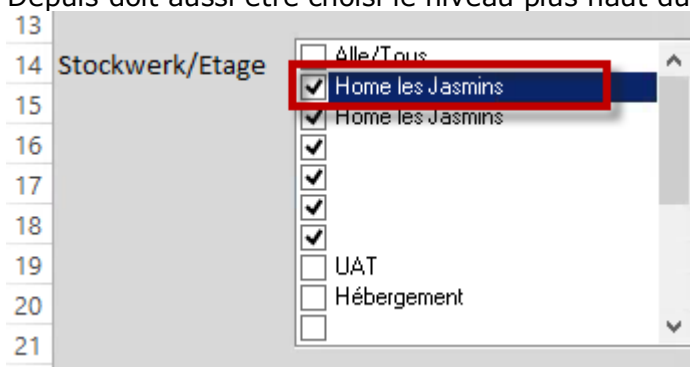 Depuis doit aussi être choisi le niveau plus haut du
13
14 Stockwerk/Etage
Alle/Tous
Home les Jasmins
15
Home les Jasmins
16
17
18
19
UAT
20
Hébergement
21